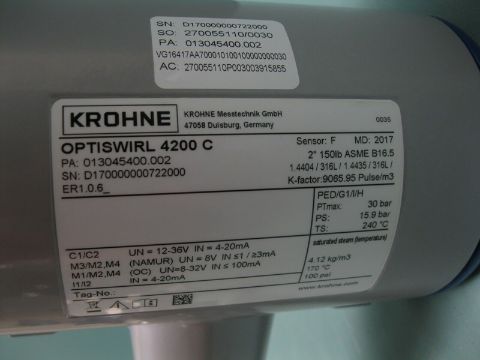 SN: D170000000722000
SO: 270055110/0030
PA: 013045400.002
VG16417AA70001010010000000030
AC: 270055110P003003915855
KROHNE
KROHNE Messtechnik GmbH
47058 Duisburg, Germany
0035
OPTISWIRL 4200 C
Sensor: F MD: 2017
PA: 013045400.002
2" 150lb ASME B16.5
SN: D170000000722000
1.4404 / 316L / 1.4435 / 316L /
ER1.0.6_
K-factor:9065.95 Pulse/m3
PED/G1/I/H
PTmax: 30 bar
PS: 15.9 bar
TS: 240 °C
C1/C2 UN = 12-36V IN = 4-20mA
M3/M2,M4 (NAMUR) UN = 8V IN ≤1 / ≥3mA
M1/M2,M4 (OC) UN=8-32V IN ≤ 100mA
I1/I2 IN = 4-20mA
Tag-No.:
saturated steam (temperature)
4.12 kg/m3
170 °C
100 psi
www.krohne.com